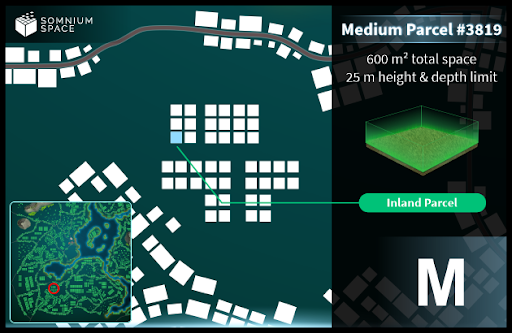 SOMNIUM
SPACE
Medium Parcel #3819
600 m² total space
25 m height & depth limit
Inland Parcel
M